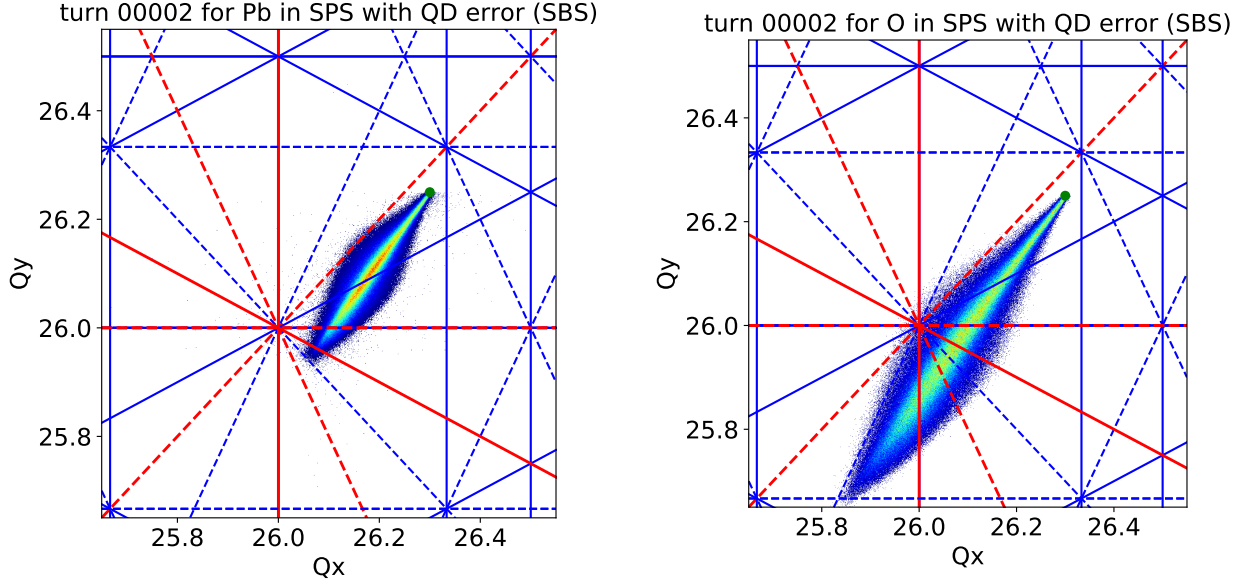 turn 00002 for Pb in SPS with QD error (SBS)
26.4
26.2
26.0
25.8
Qy
25.8 26.0 26.2 26.4
Qx
turn 00002 for O in SPS with QD error (SBS)
26.4
26.2
26.0
25.8
Qy
25.8 26.0 26.2 26.4
Qx